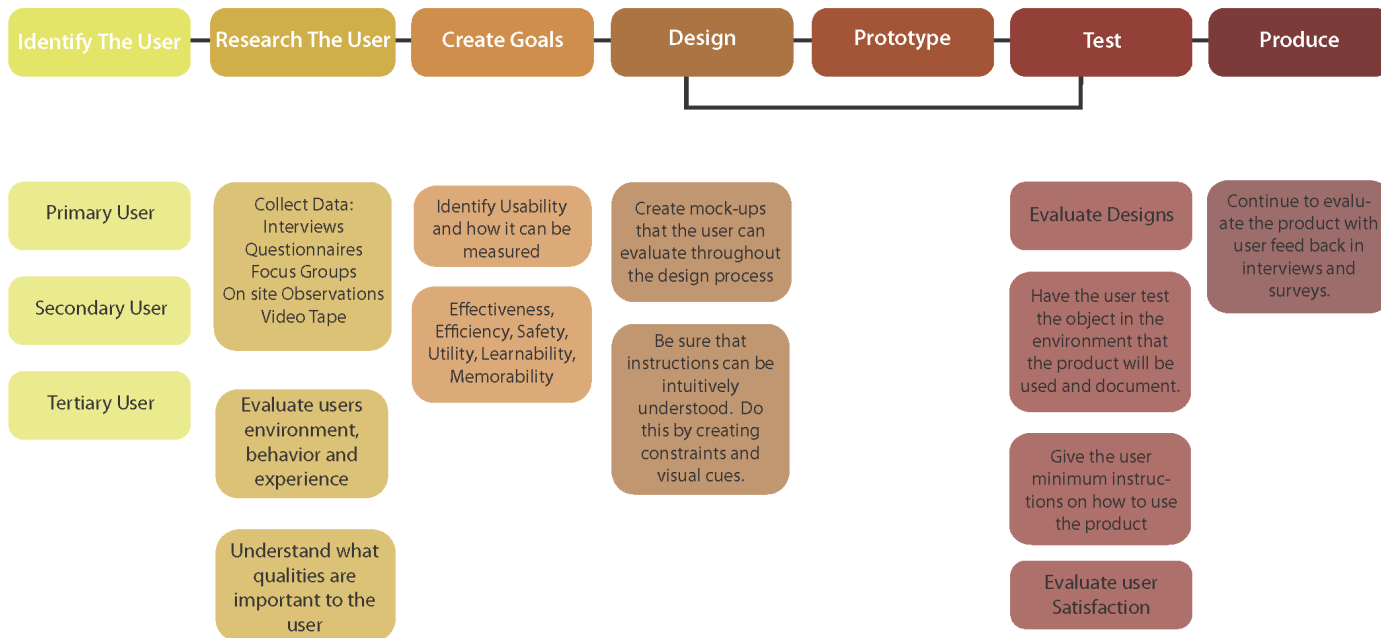 Identify The User
Research The User
Create Goals
Design
Prototype
Test
Produce
Primary User
Secondary User
Tertiary User
Collect Data:
Interviews
Questionnaires
Focus Groups
On site Observations
Video Tape
Evaluate users
environment,
behavior and
experience
Understand what
qualities are
important to the
user
Identify Usability
and how it can be
measured
Effectiveness,
Efficiency, Safety,
Utility, Learnability,
Memorability
Create mock-ups
that the user can
evaluate throughout
the design process
Be sure that
instructions can be
intuitively
understood. Do
this by creating
constraints and
visual cues.
Evaluate Designs
Have the user test
the object in the
environment that
the product will be
used and document.
Give the user
minimum instruc-
tions on how to use
the product
Evaluate user
Satisfaction
Continue to evalu-
ate the product with
user feed back in
interviews and
surveys.